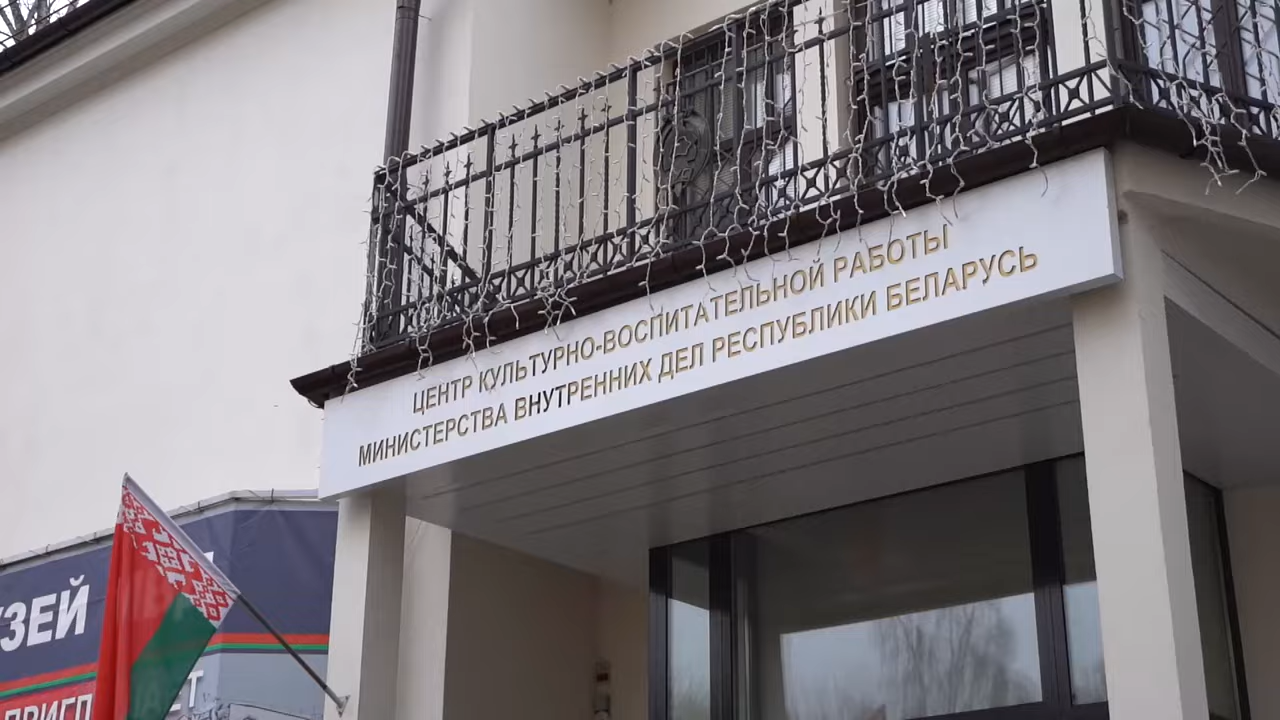 ЦЕНТР КУЛЬТУРНО-ВОСПИТАТЕЛЬНОЙ РАБОТЫ
МИНИСТЕРСТВА ВНУТРЕННИХ ДЕЛ РЕСПУБЛИКИ БЕЛАРУСЬ